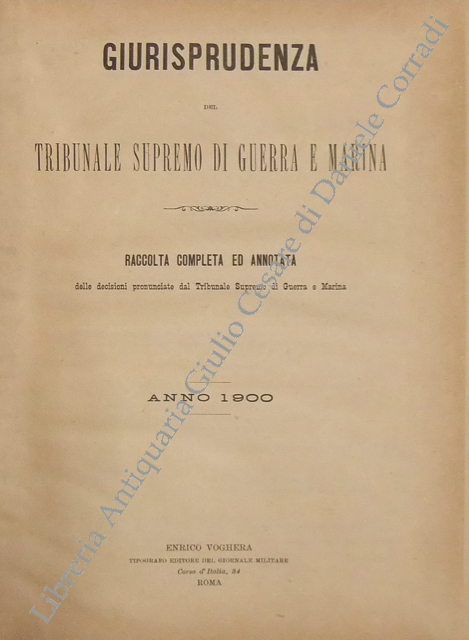 GIURISPRUDENZA
DEL
TRIBUNALE SUPREMO DI GUERRA E MARINA
RACCOLTA COMPLETA ED ANNOTATA
delle decisioni pronunciate dal Tribunale Supremo di Guerra e Marina
ANNO 1900
ENRICO VOGHERA
TIPOGRAFO EDITORE DEL GIORNALE MILITARE
Corso d'Italia, 34
ROMA
Libreria Antiquaria Giulio Cesare di Daniele Corradi